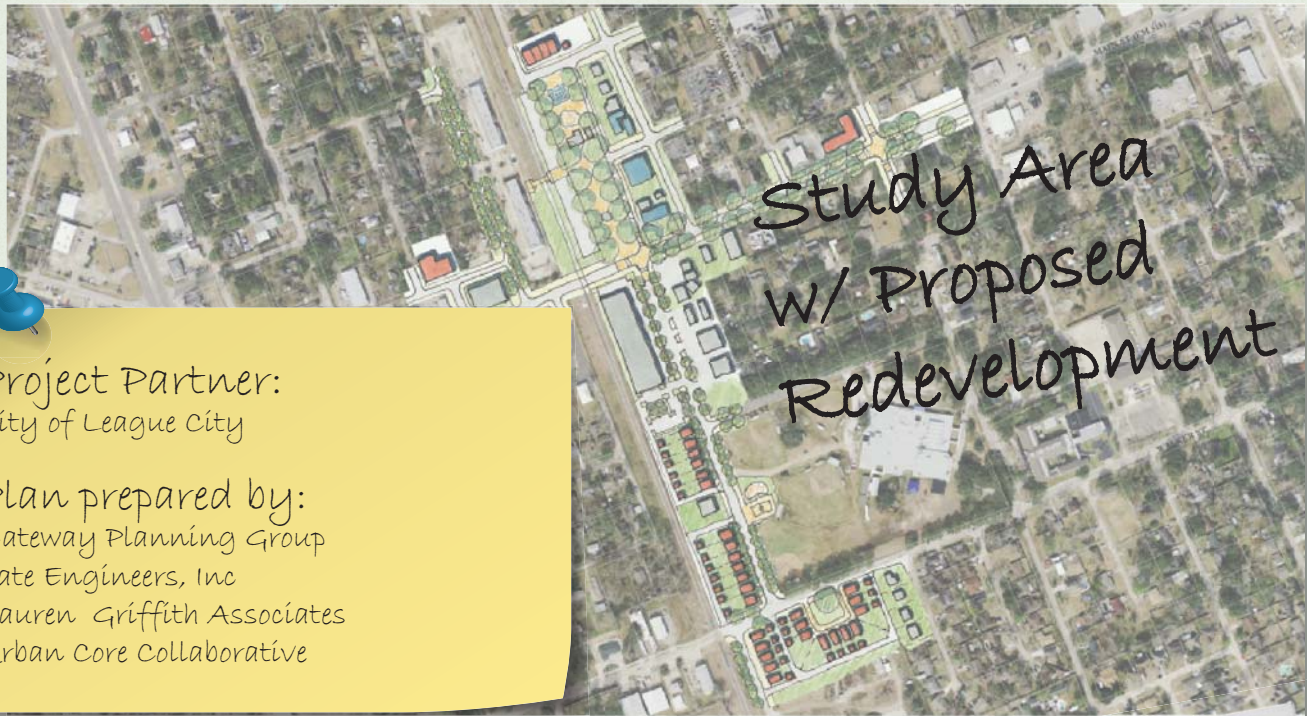 Study Area
w/ Proposed
Redevelopment
roject Partner:
ity of League City
lan prepared by:
ateway Planning Group
ate Engineers, Inc
auren Griffith Associates
rban Core Collaborative